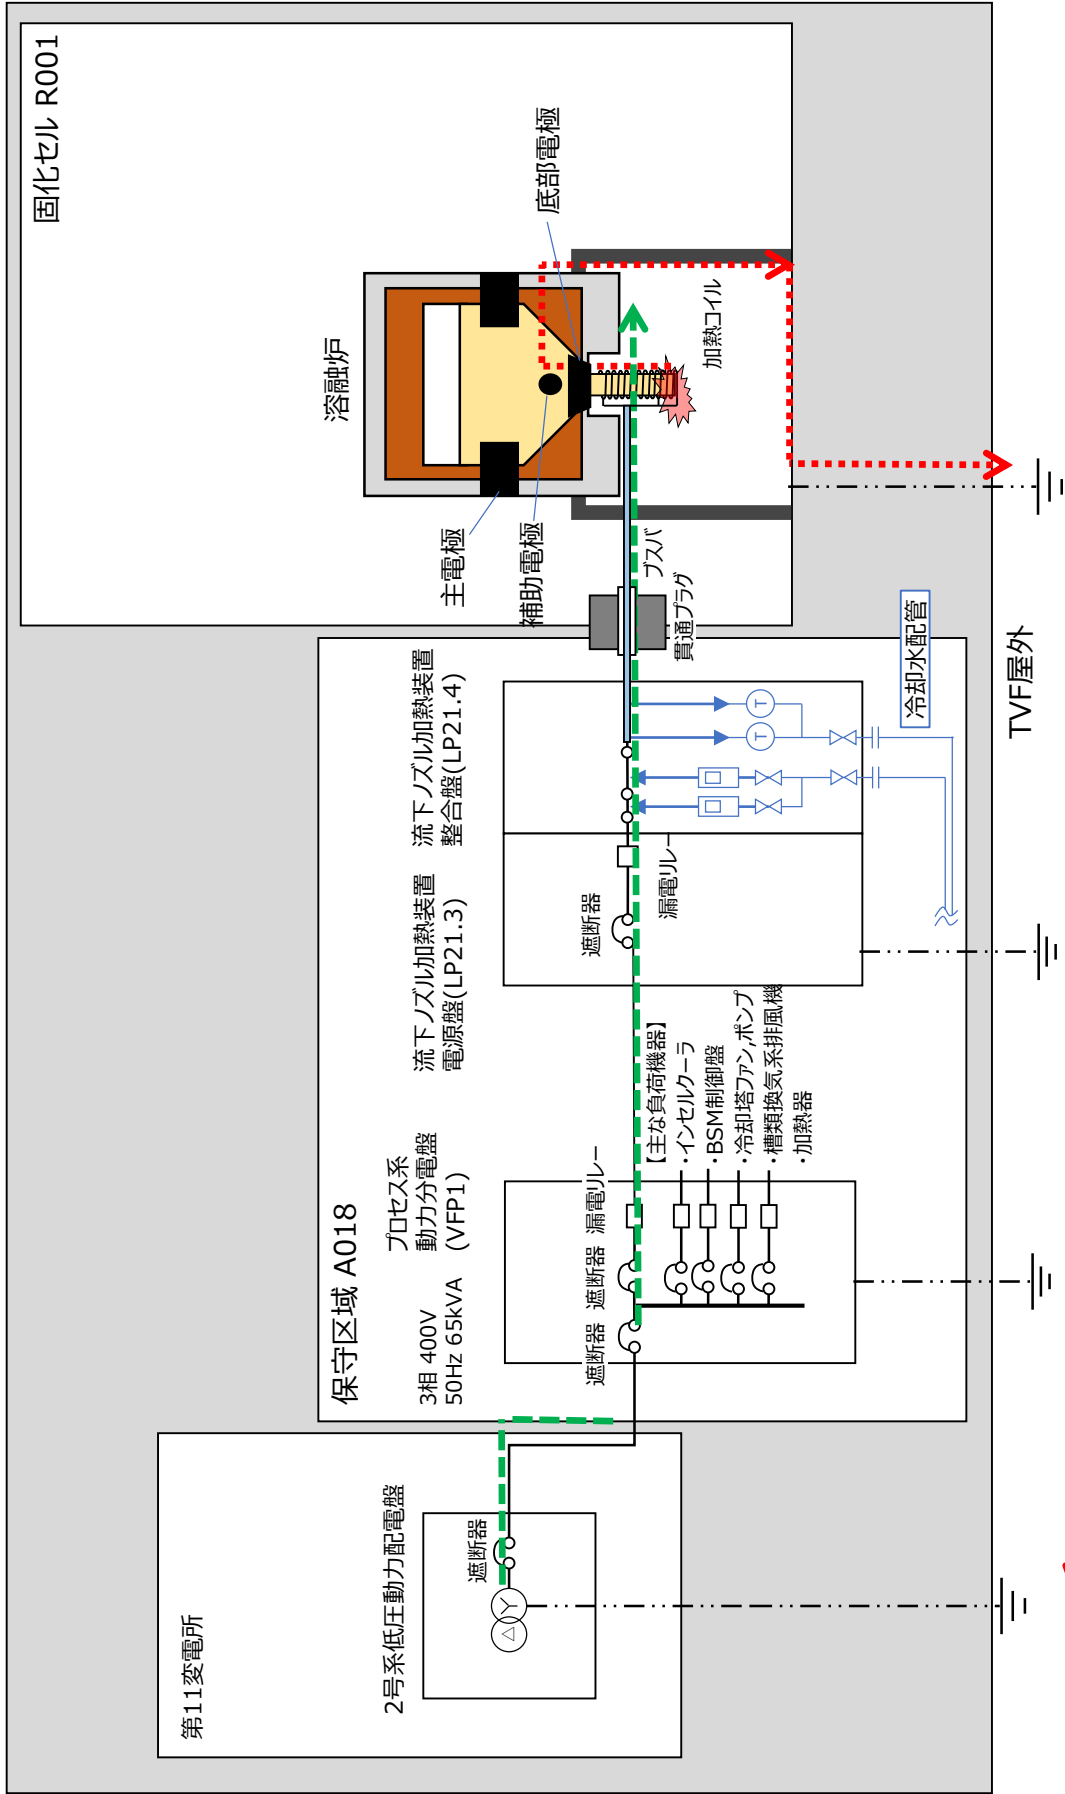 第11変電所
2号系低圧動力配電盤
遮断器
△
Y
保守区域 A018
3相 400V
50Hz 65kVA
プロセス系
動力分電盤
(VFP1)
遮断器
遮断器
漏電リレー
【主な負荷機器】
・インセルクーラ
・BSM制御盤
・冷却塔ファン,ポンプ
・槽類換気系排風機
・加熱器
流下ノズル加熱装置
電源盤(LP21.3)
遮断器
漏電リレー
流下ノズル加熱装置
整合盤(LP21.4)
T
T
冷却水配管
貫通プラグ
ブスバ
固化セル R001
溶融炉
主電極
補助電極
底部電極
加熱コイル
TVF屋外